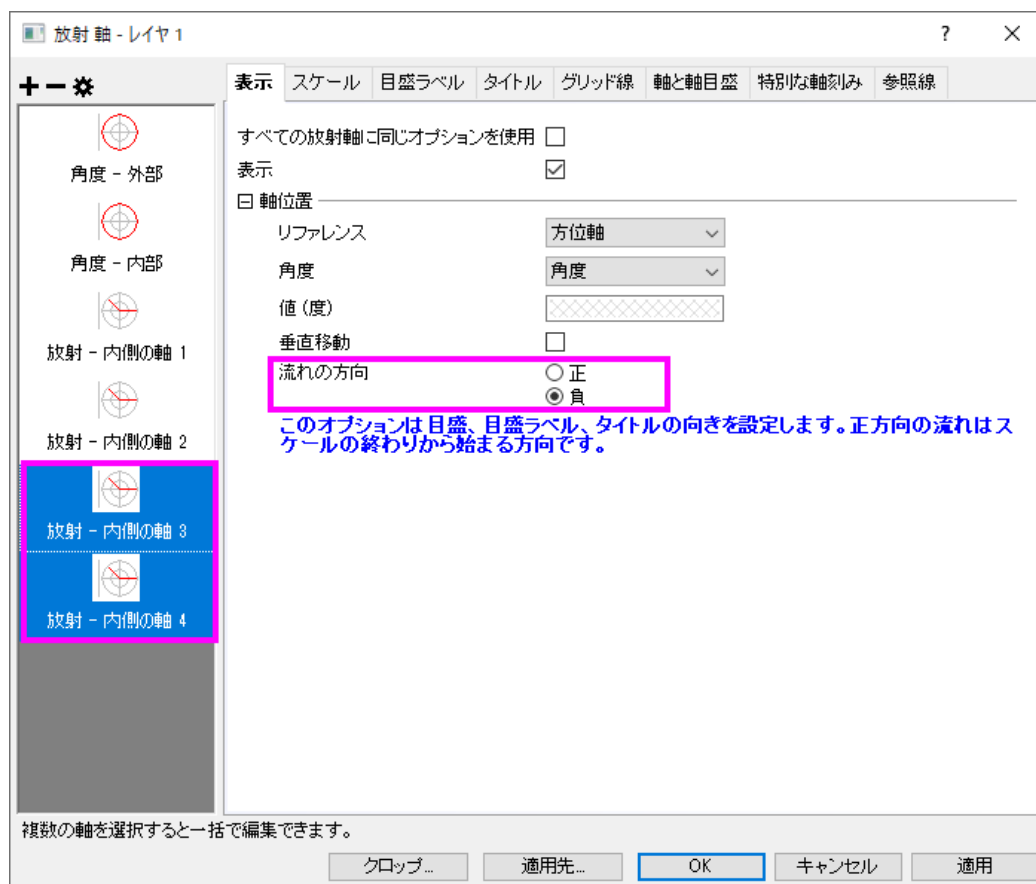 放射 軸 - レイヤ 1
?
表示 スケール 目盛ラベル タイトル グリッド線 軸と軸目盛 特別な軸刻み 参照線
角度 - 外部
角度 - 内部
放射 - 内側の軸 1
放射 - 内側の軸 2
放射 - 内側の軸 3
放射 - 内側の軸 4
すべての放射軸に同じオプションを使用
表示
軸位置
リファレンス 方位軸
角度 角度
値 (度)
垂直移動
流れの方向 正
負
このオプションは目盛、目盛ラベル、タイトルの向きを設定します。正方向の流れはス
ケールの終わりから始まる方向です。
複数の軸を選択すると一括で編集できます。
クロップ... 適用先... OK キャンセル 適用